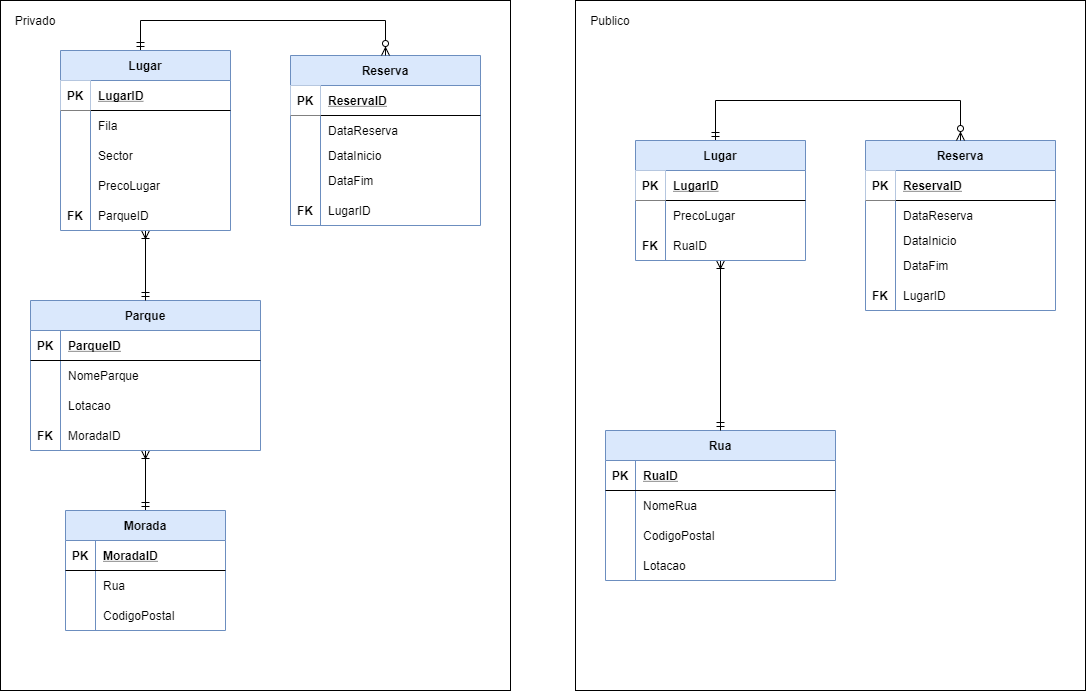 Privado
Lugar
PK LugarID
Fila
Sector
PrecoLugar
FK ParqueID
Reserva
PK ReservaID
DataReserva
DataInicio
DataFim
FK LugarID
Parque
PK ParqueID
NomeParque
Lotacao
FK MoradaID
Morada
PK MoradaID
Rua
CodigoPostal
Publico
Lugar
PK LugarID
PrecoLugar
FK RuaID
Reserva
PK ReservaID
DataReserva
DataInicio
DataFim
FK LugarID
Rua
PK RuaID
NomeRua
CodigoPostal
Lotacao